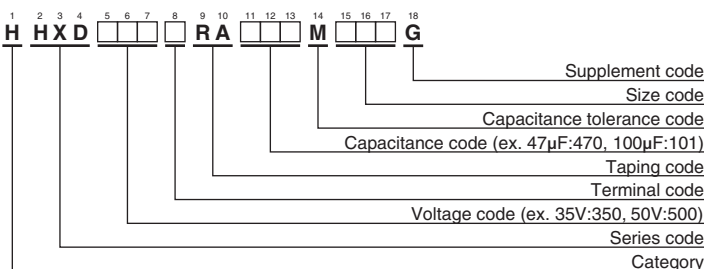 1 2 3 4 5 6 7 8 9 10 11 12 13 14 15 16 17 18
H HXD □□□ □ RA □□□ M □□□ G
Supplement code
Size code
Capacitance tolerance code
Capacitance code (ex. 47µF:470, 100µF:101)
Taping code
Terminal code
Voltage code (ex. 35V:350, 50V:500)
Series code
Category